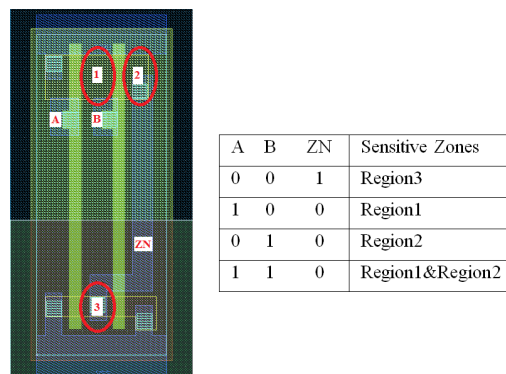 1
2
A
B
ZN
3
A B ZN Sensitive Zones
0 0 1 Region3
1 0 0 Region1
0 1 0 Region2
1 1 0 Region1&Region2